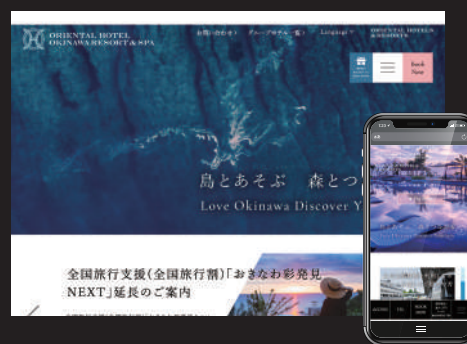 ORIENTAL HOTEL
OKINAWA RESORT & SPA
お問い合わせ
グループホテル一覧
Language
ORIENTAL HOTELS
& RESORTS
Book
Now
島とあそぶ 森とつ
Love Okinawa Discover Y
全国旅行支援(全国旅行割)「おきなわ彩発見
NEXT」延長のご案内